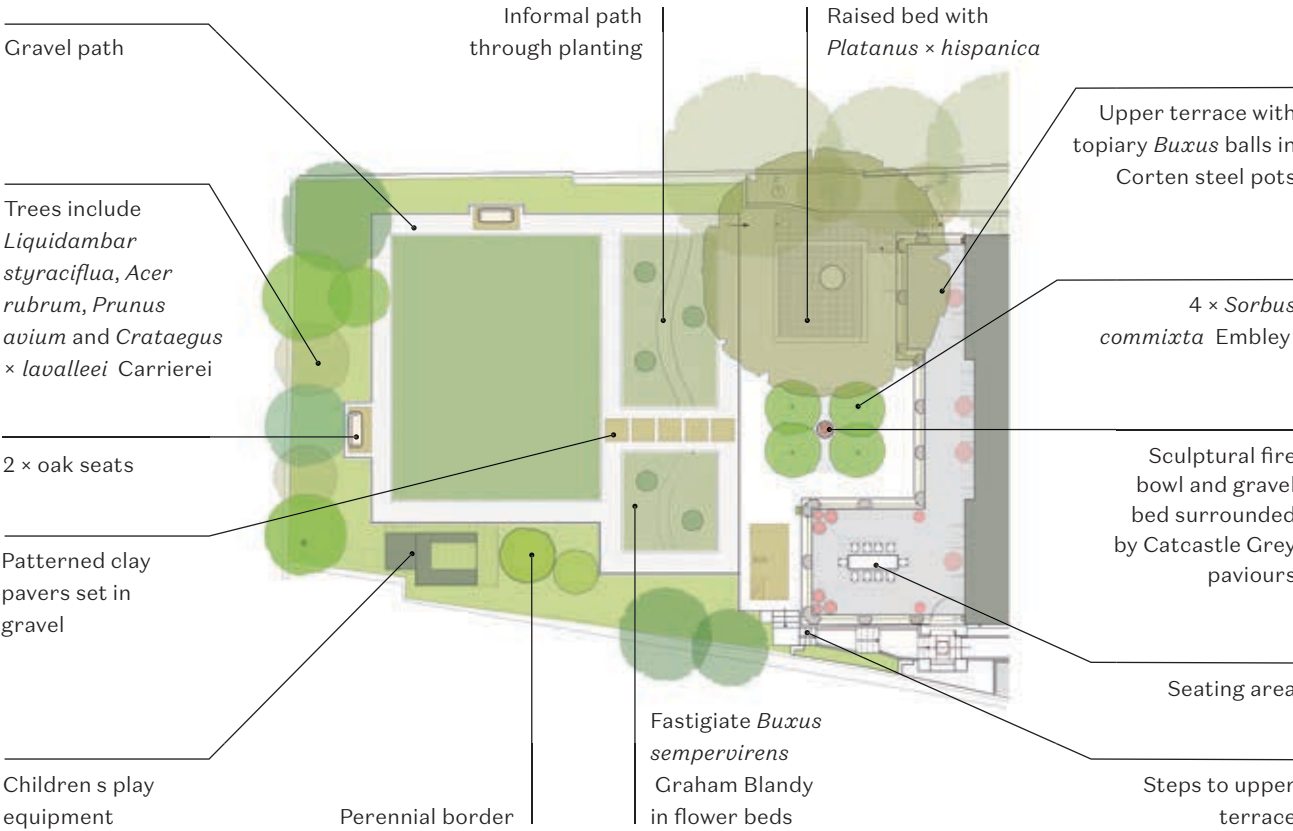 Gravel path
Informal path
through planting
Raised bed with
Platanus × hispanica
Upper terrace with
topiary Buxus balls in
Corten steel pots
Trees include
Liquidambar
styraciflua, Acer
rubrum, Prunus
avium and Crataegus
× lavalleei Carrierei
4 × Sorbus
commixta Embley
2 × oak seats
Sculptural fire
bowl and gravel
bed surrounded
by Catcastle Grey
paviours
Patterned clay
pavers set in
gravel
Seating area
Children s play
equipment
Perennial border
Fastigiate Buxus
sempervirens
Graham Blandy
in flower beds
Steps to upper
terrace